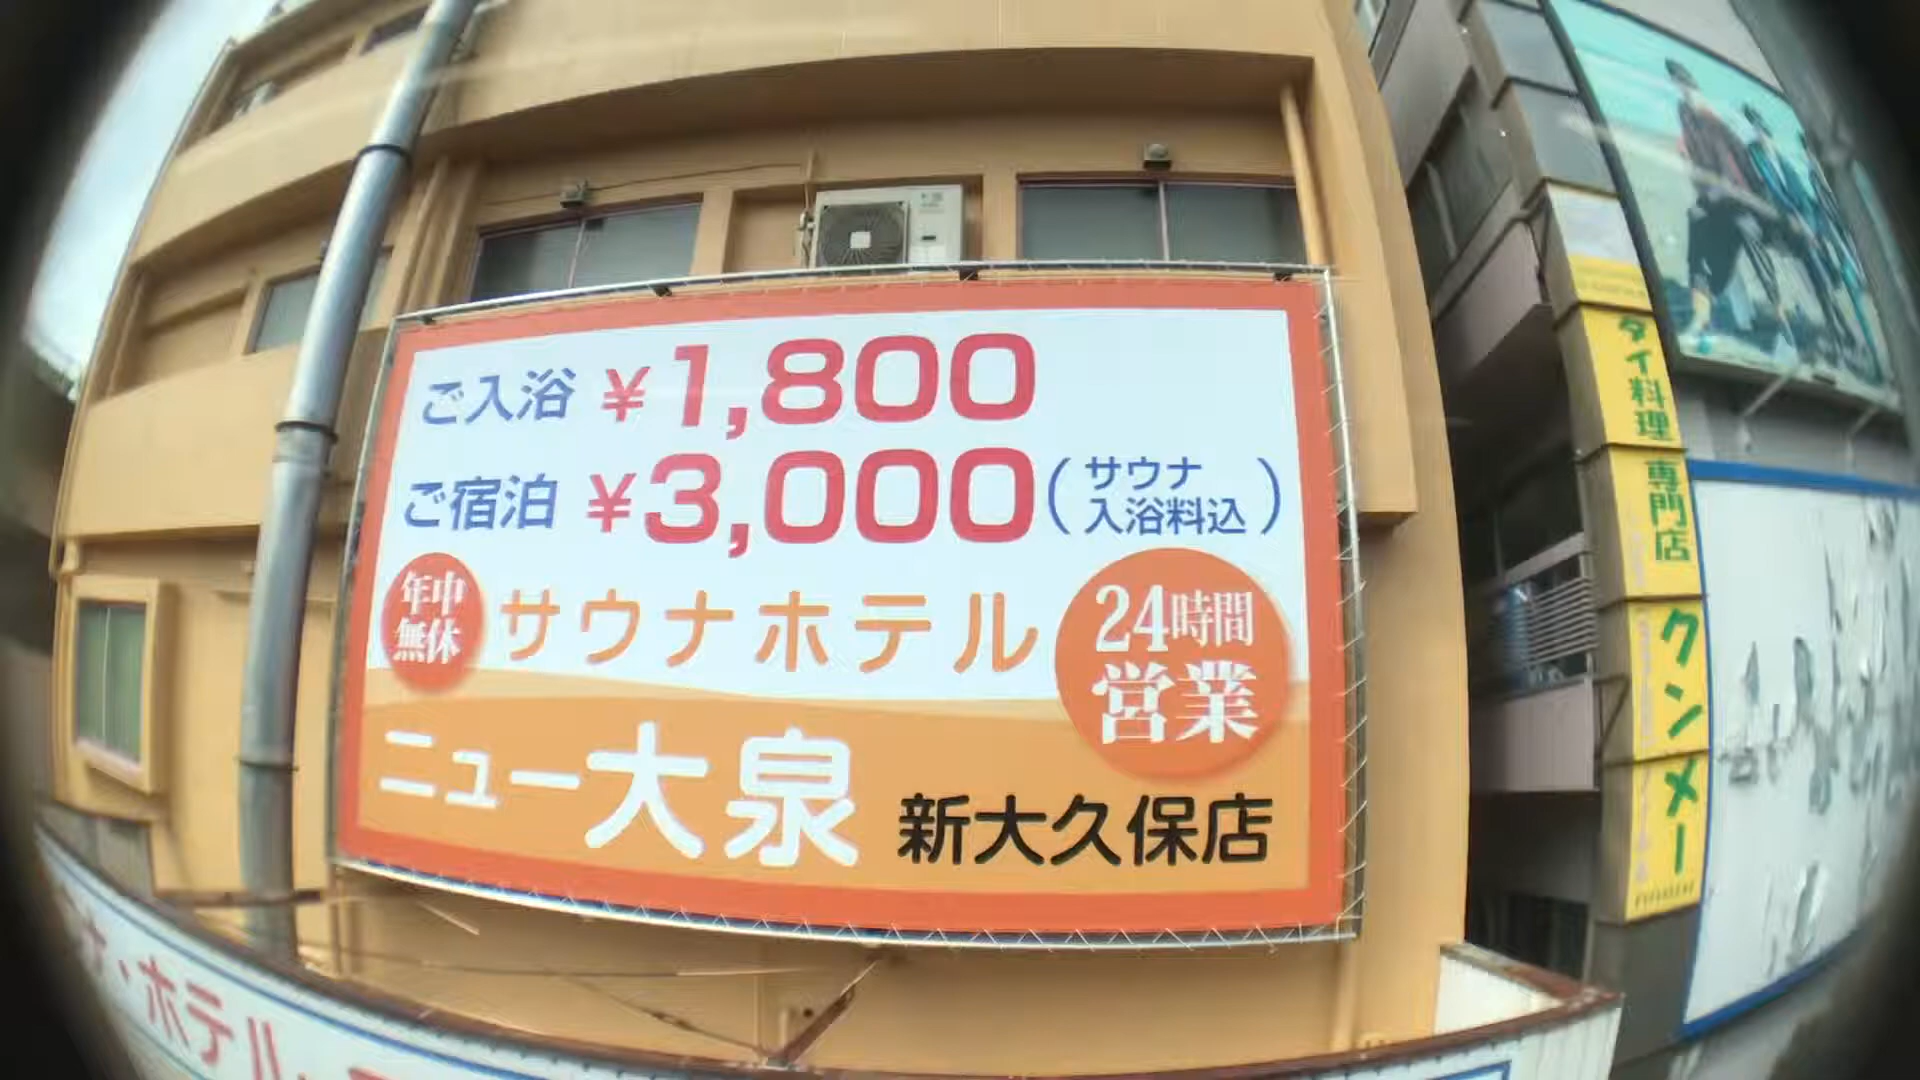 ご入浴 ¥1,800
ご宿泊 ¥3,000(サウナ入浴料込)
年中無休
サウナホテル
24時間営業
ニュー大泉 新大久保店
タイ料理 専門店 クンメー
ナ・ホテル